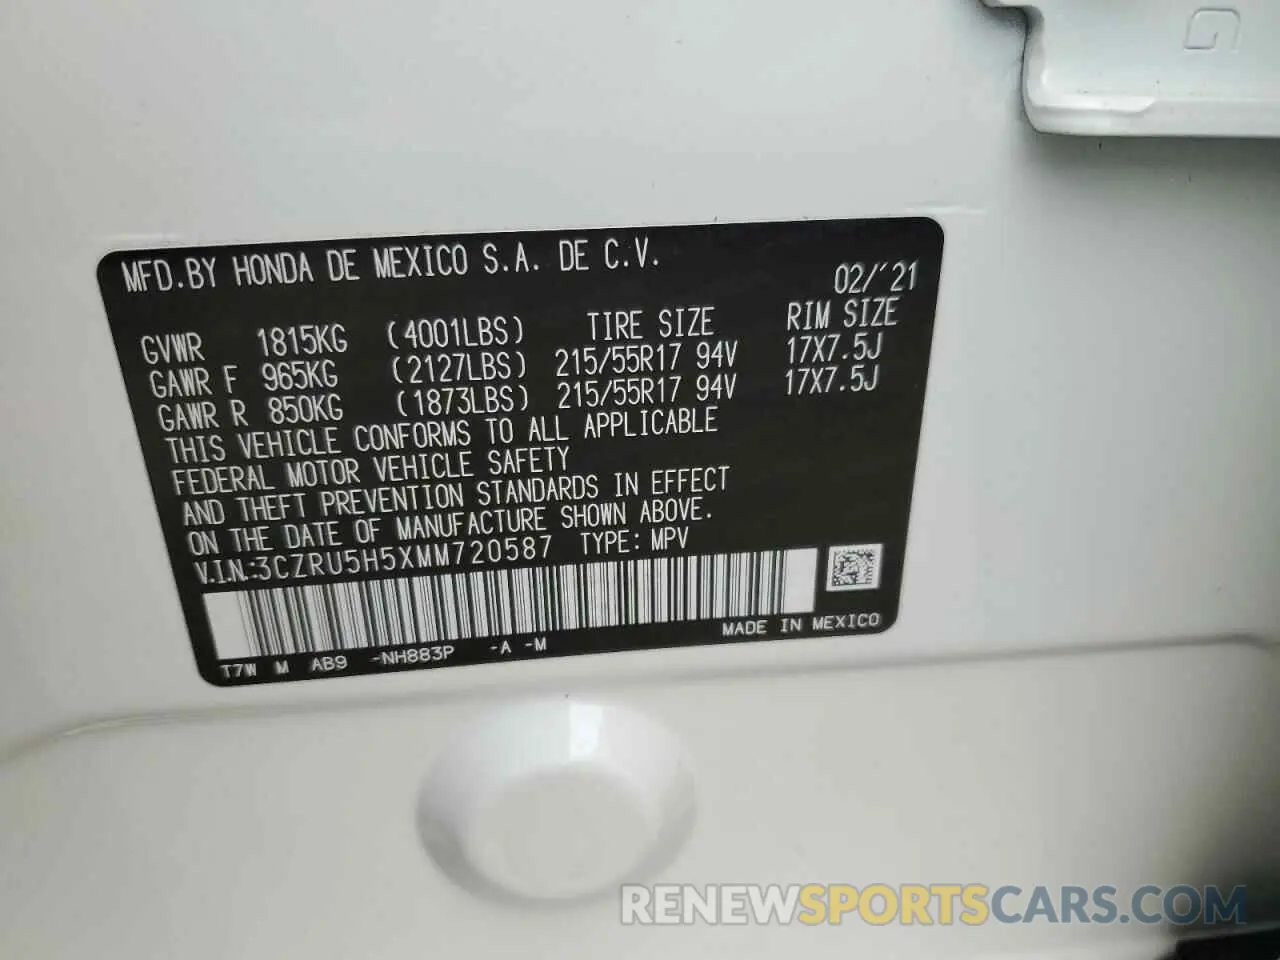 MFD.BY HONDA DE MEXICO S.A. DE C.V.
02/'21
GVWR 1815KG (4001LBS) TIRE SIZE RIM SIZE
GAWR F 965KG (2127LBS) 215/55R17 94V 17X7.5J
GAWR R 850KG (1873LBS) 215/55R17 94V 17X7.5J
THIS VEHICLE CONFORMS TO ALL APPLICABLE
FEDERAL MOTOR VEHICLE SAFETY
AND THEFT PREVENTION STANDARDS IN EFFECT
ON THE DATE OF MANUFACTURE SHOWN ABOVE.
V.I.N.:3CZRU5H5XMM720587 TYPE: MPV
MADE IN MEXICO
T7W M AB9 -NH883P -A -M
G
RENEWSPORTSCARS.COM